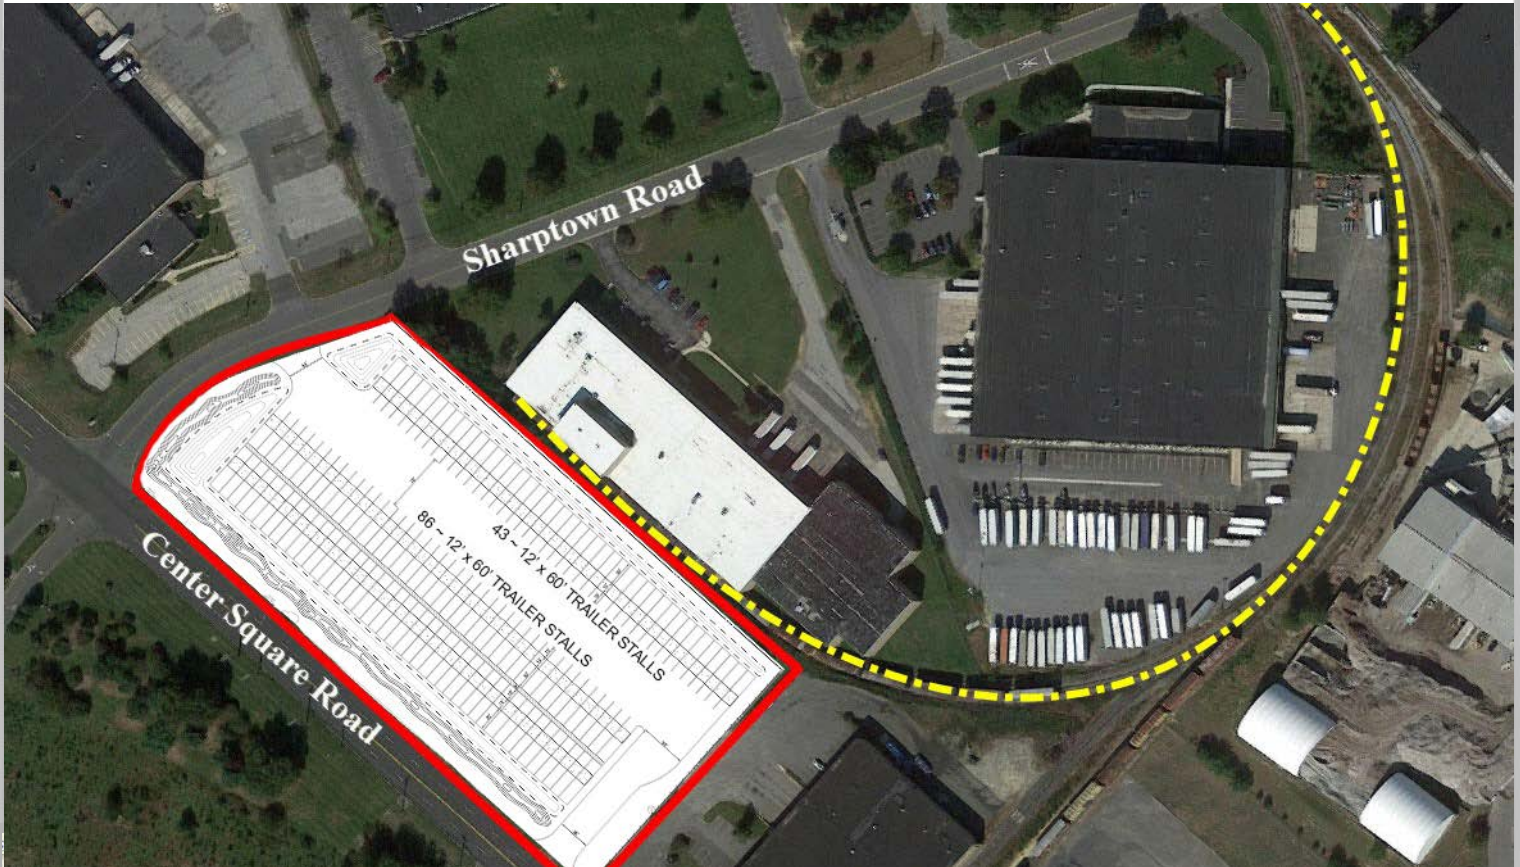 Sharptown Road
43 ~ 12' x 60' TRAILER STALLS
86 ~ 12' x 60' TRAILER STALLS
Center Square Road